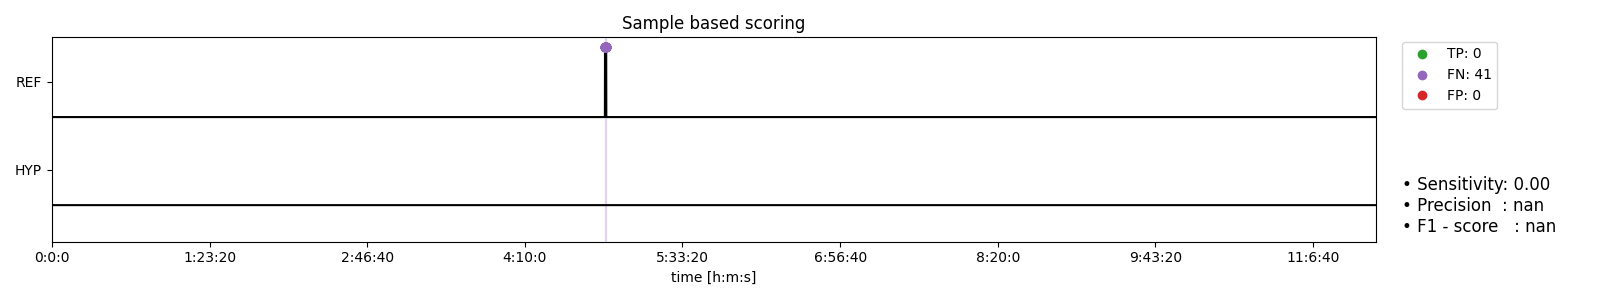 Sample based scoring
REF
HYP
0:0:0
1:23:20
2:46:40
4:10:0
5:33:20
6:56:40
8:20:0
9:43:20
11:6:40
time [h:m:s]
TP: 0
FN: 41
FP: 0
• Sensitivity: 0.00
• Precision  : nan
• F1 - score   : nan